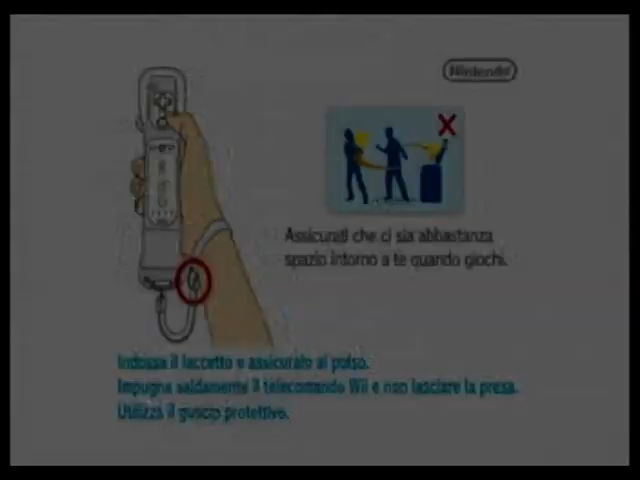 Nintendo
Assicurati che ci sia abbastanza
spazio intorno a te quando giochi.
Indossa il laccetto e assicuralo al polso.
Impugna saldamente il telecomando Wii e non lasciare la presa.
Utilizza il guscio protettivo.